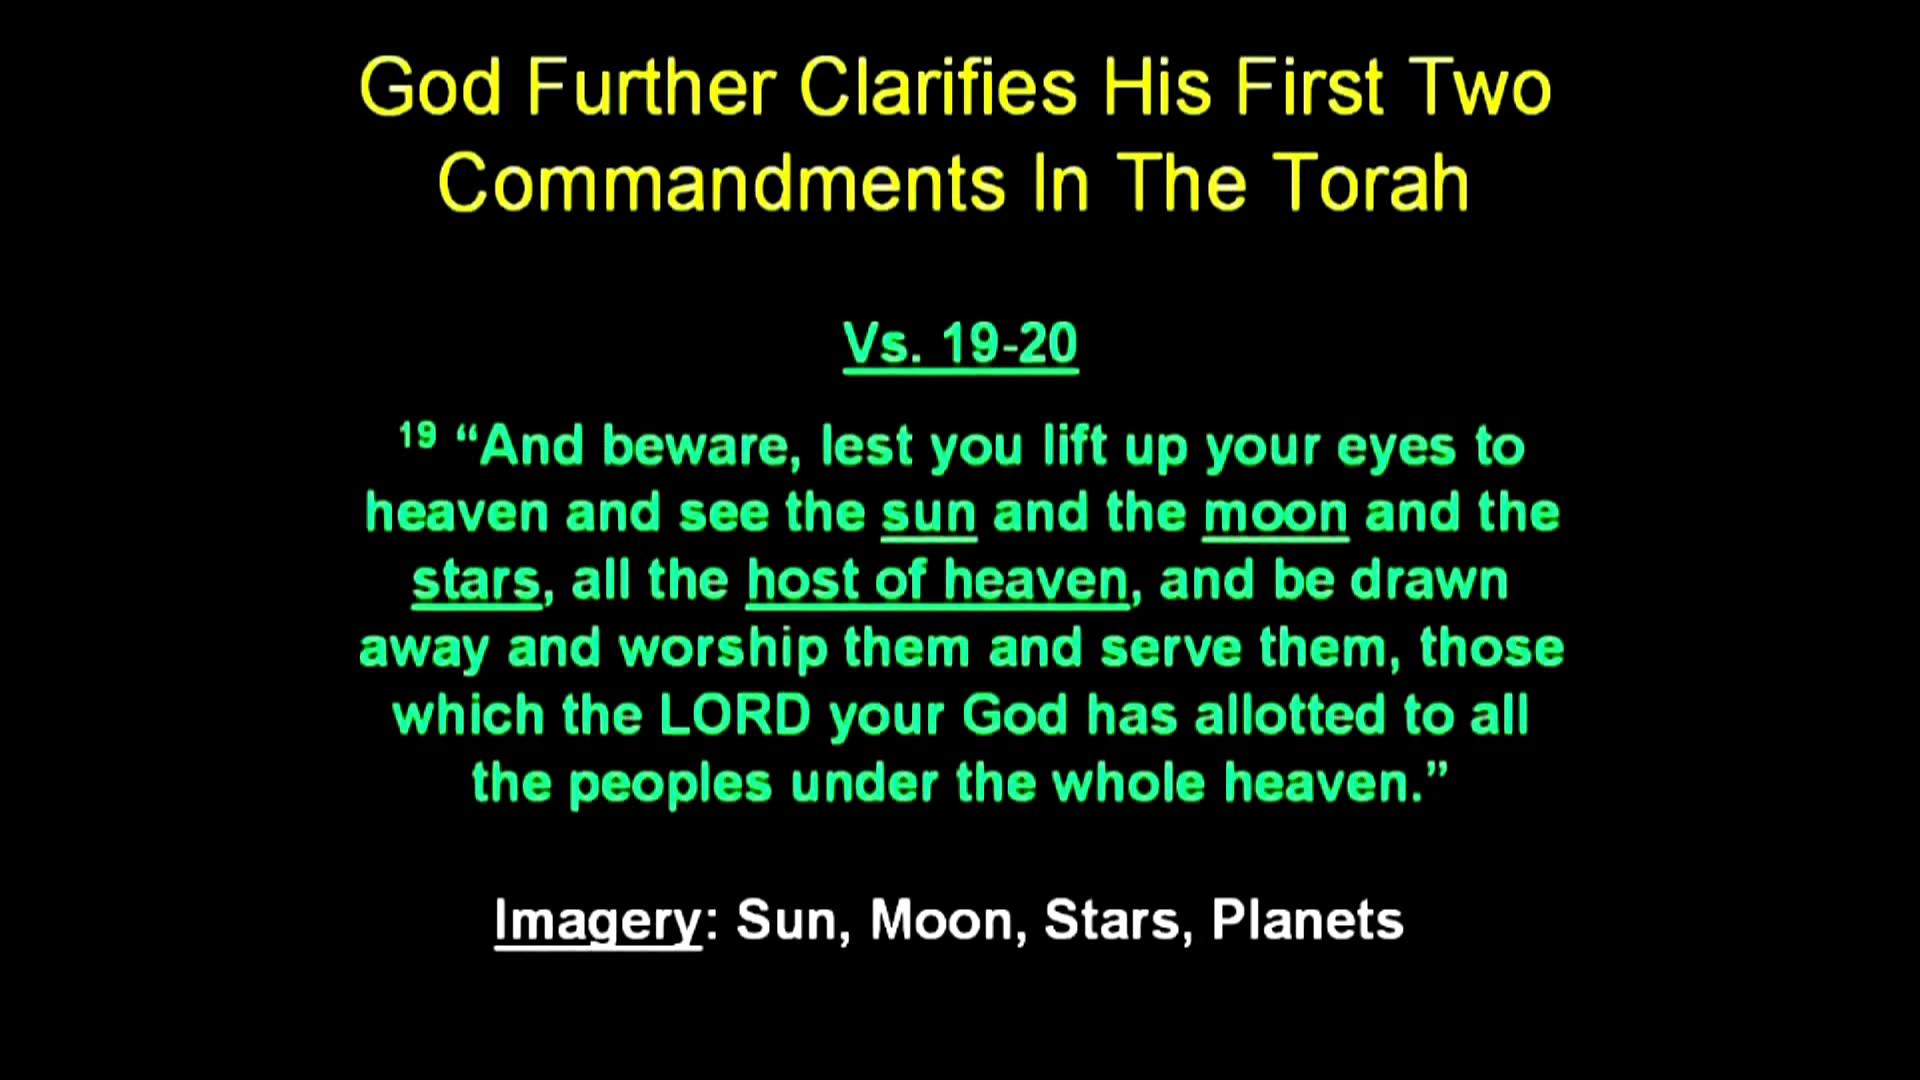 God Further Clarifies His First Two
Commandments In The Torah
Vs. 19-20
19 “And beware, lest you lift up your eyes to
heaven and see the sun and the moon and the
stars, all the host of heaven, and be drawn
away and worship them and serve them, those
which the LORD your God has allotted to all
the peoples under the whole heaven.”
Imagery: Sun, Moon, Stars, Planets